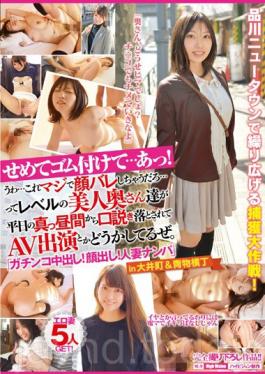 品川ニュータウンで繰り広げる捕獲大作戦!
せめてゴム付けて…あっ!
うわ…これマジで顔バレしちゃうだろ…
ってレベルの美人奥さん達が
平日の真っ昼間から口説き落とされて
AV出演とかどうかしてるぜ
ガチンコ中出し!顔出し!人妻ナンパ
in大井町&青物横丁
エロ妻
5人
GET!
完全撮り下ろし作品!!